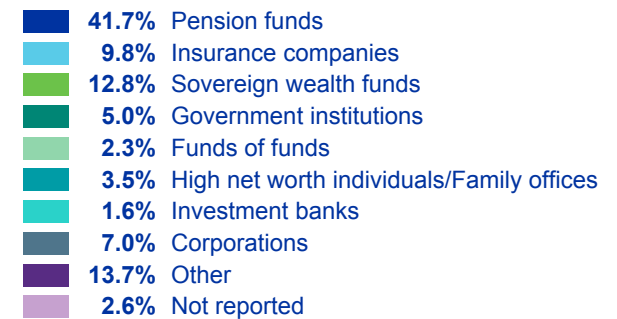 41.7% Pension funds
9.8% Insurance companies
12.8% Sovereign wealth funds
5.0% Government institutions
2.3% Funds of funds
3.5% High net worth individuals/Family offices
1.6% Investment banks
7.0% Corporations
13.7% Other
2.6% Not reported